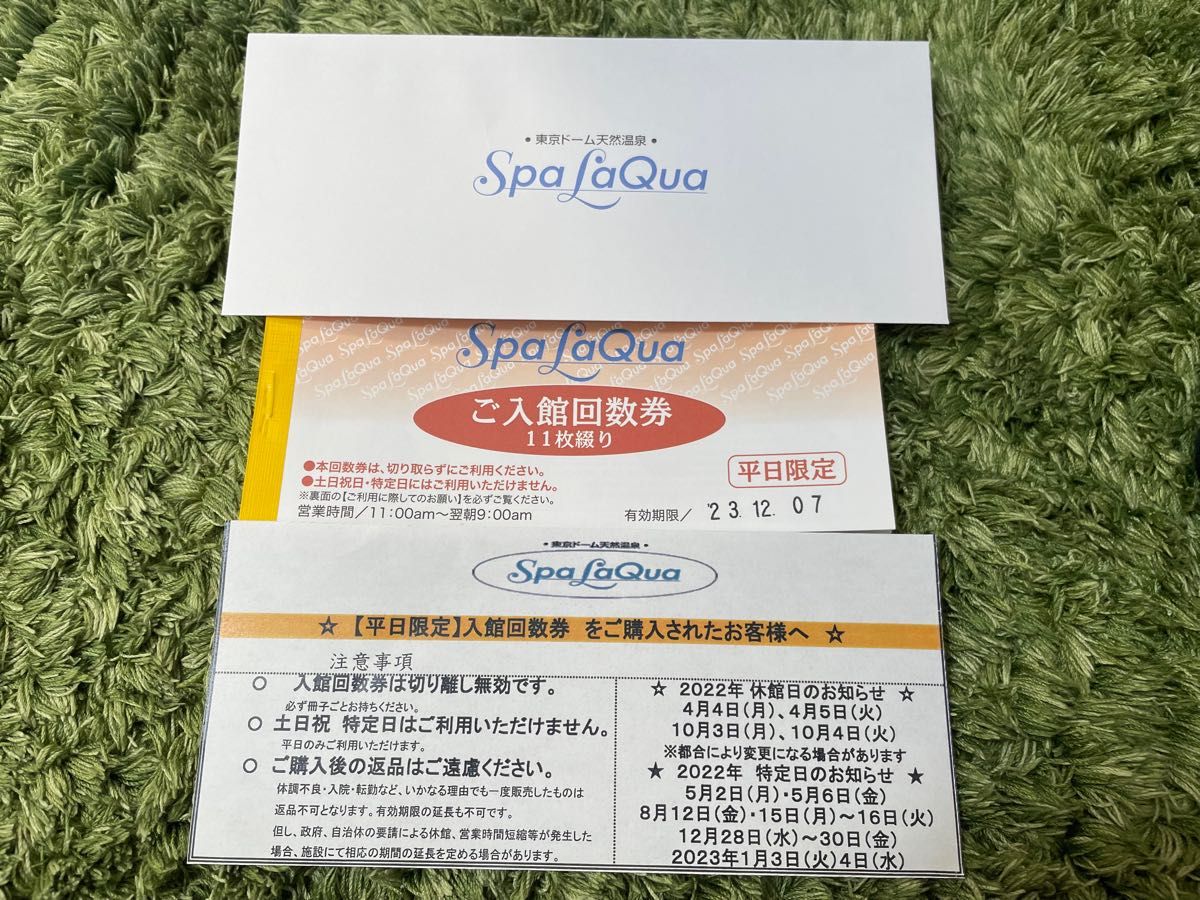 • 東京ドーム天然温泉 •
Spa LaQua
Spa LaQua
ご入館回数券
11枚綴り
●本回数券は、切り取らずにご利用ください。
●土日祝日・特定日にはご利用いただけません。
※裏面の【ご利用に際してのお願い】を必ずご覧ください。
営業時間/11:00am〜翌朝9:00am
平日限定
有効期限/ '23.12.07
• 東京ドーム天然温泉 •
Spa LaQua
☆ 【平日限定】入館回数券 をご購入されたお客様へ ☆
注意事項
○ 入館回数券は切り離し無効です。
必ず冊子ごとお持ちください。
○ 土日祝 特定日はご利用いただけません。
平日のみご利用いただけます。
○ ご購入後の返品はご遠慮ください。
体調不良・入院・転勤など、いかなる理由でも一度販売したものは
返品不可となります。有効期限の延長も不可です。
但し、政府、自治体の要請による休館、営業時間短縮等が発生した
場合、施設にて相応の期間の延長を定める場合があります。
☆ 2022年 休館日のお知らせ ☆
4月4日(月)、4月5日(火)
10月3日(月)、10月4日(火)
※都合により変更になる場合があります
★ 2022年 特定日のお知らせ ★
5月2日(月)・5月6日(金)
8月12日(金)・15日(月)〜16日(火)
12月28日(水)〜30日(金)
2023年1月3日(火)4日(水)